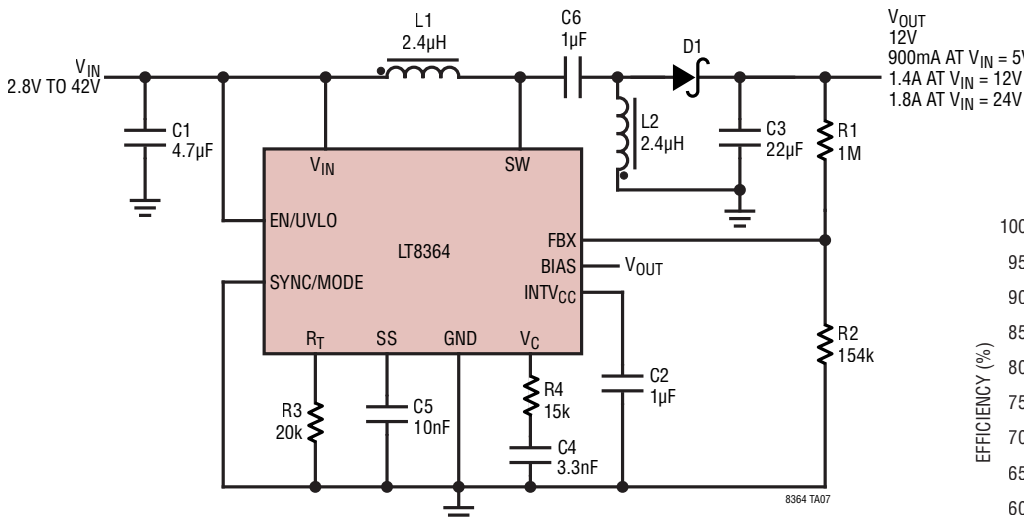 L1
2.4µH
C6
1µF
D1
VOUT
12V
900mA AT VIN = 5V
1.4A AT VIN = 12V
1.8A AT VIN = 24V
VIN
2.8V TO 42V
C1
4.7µF
L2
2.4µH
C3
22µF
R1
1M
VIN
SW
EN/UVLO
LT8364
FBX
BIAS
VOUT
SYNC/MODE
INTVCC
RT
SS
GND
VC
R2
154k
R3
20k
C5
10nF
R4
15k
C2
1µF
C4
3.3nF
8364 TA07
EFFICIENCY (%)
100
95
90
85
80
75
70
65
60